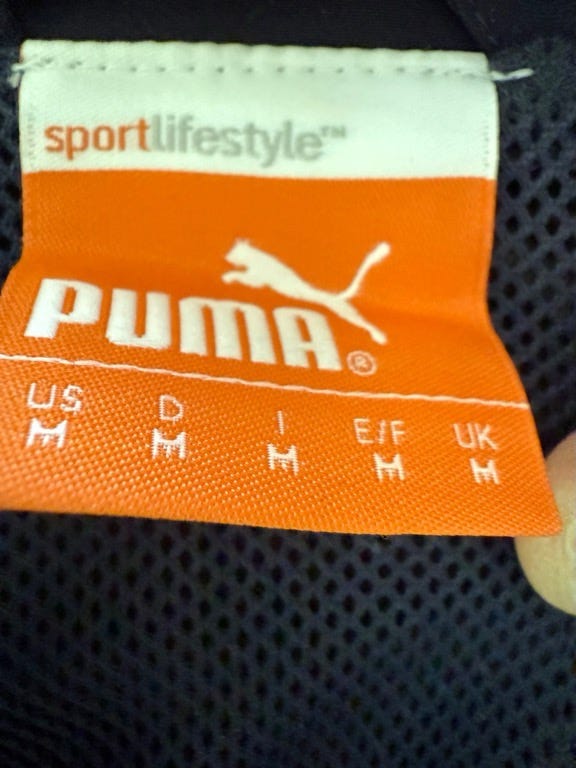 sportlifestyle™
PUMA®
US D I E/F UK
M M M M M